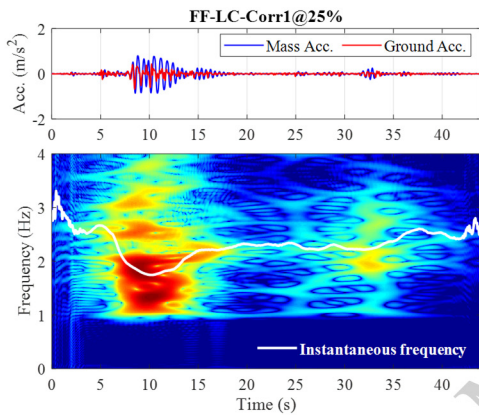 FF-LC-Corr1@25%
Acc. (m/s²)
2
0
-2
Mass Acc.
Ground Acc.
0 5 10 15 20 25 30 35 40
Frequency (Hz)
4
3
2
1
0
Instantaneous frequency
0 5 10 15 20 25 30 35 40
Time (s)